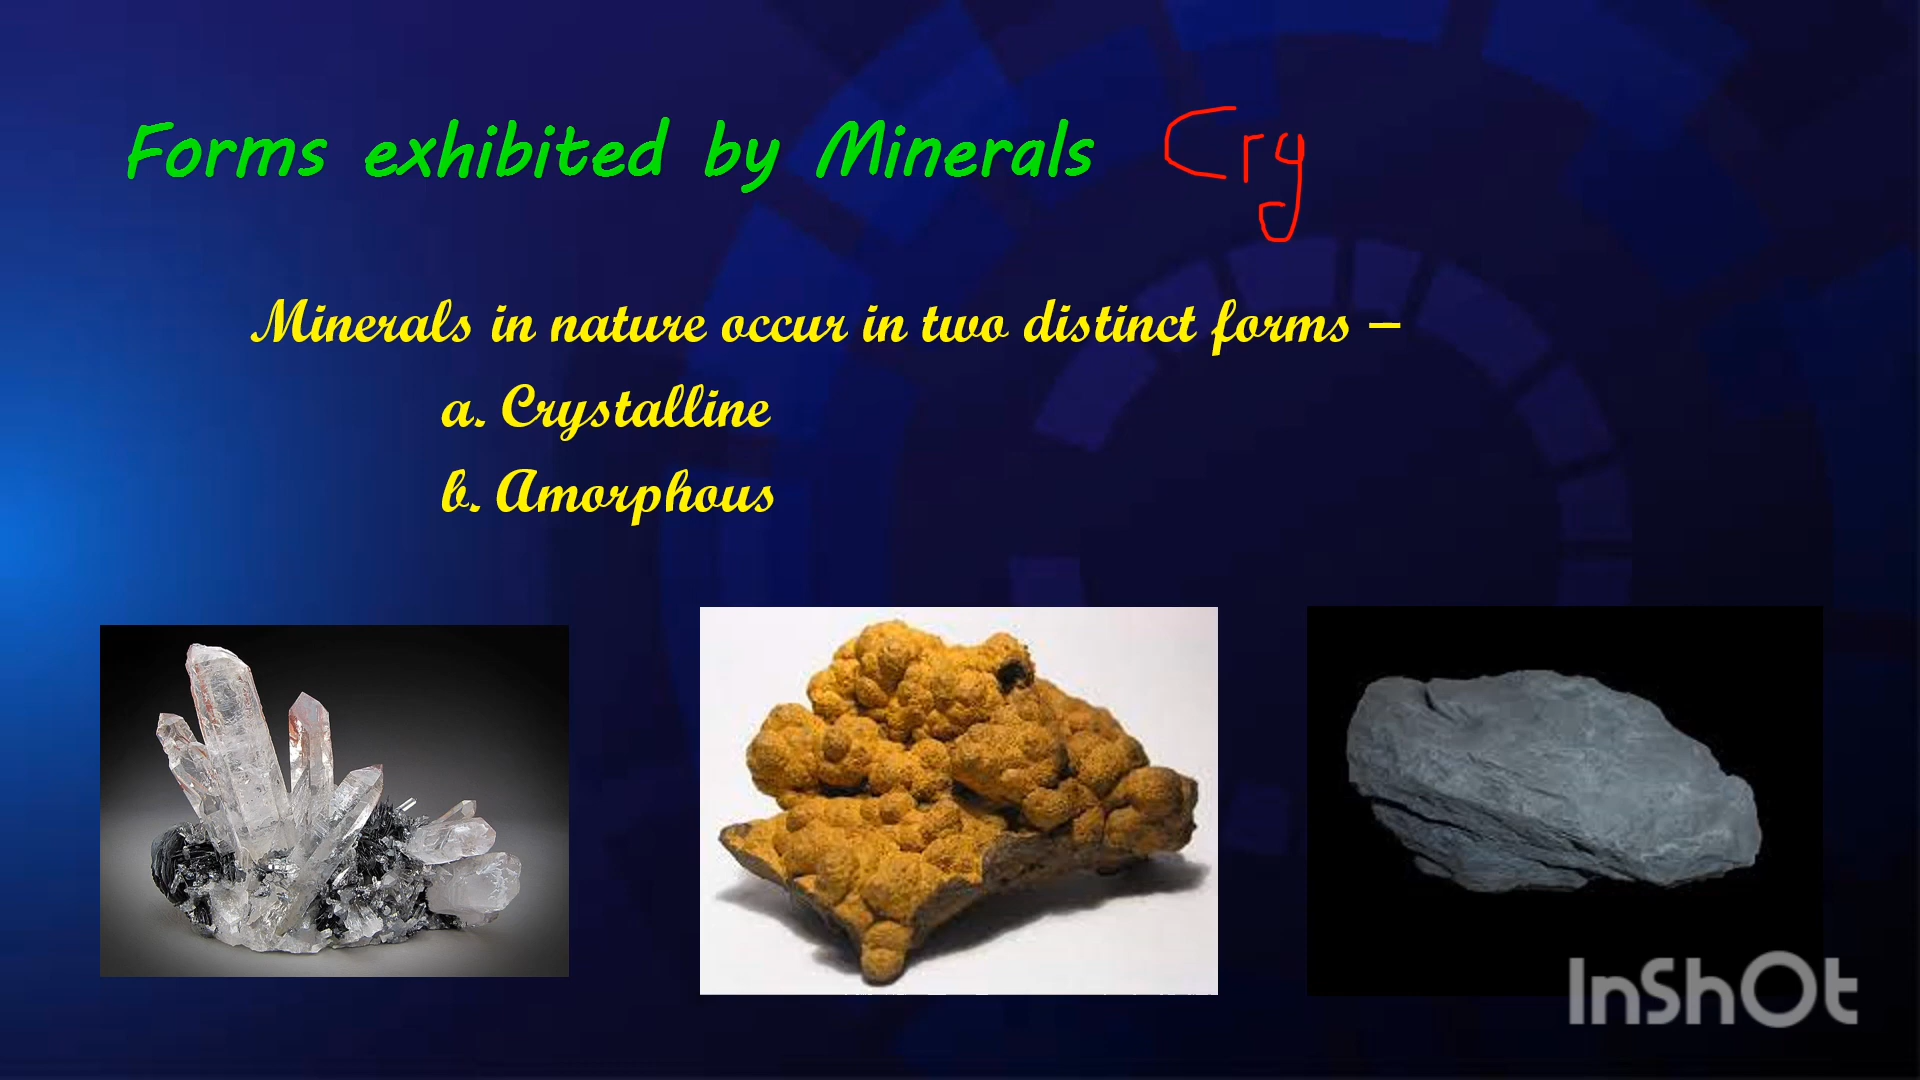 Forms exhibited by Minerals Cry
Minerals in nature occur in two distinct forms –
a. Crystalline
b. Amorphous
InShOt